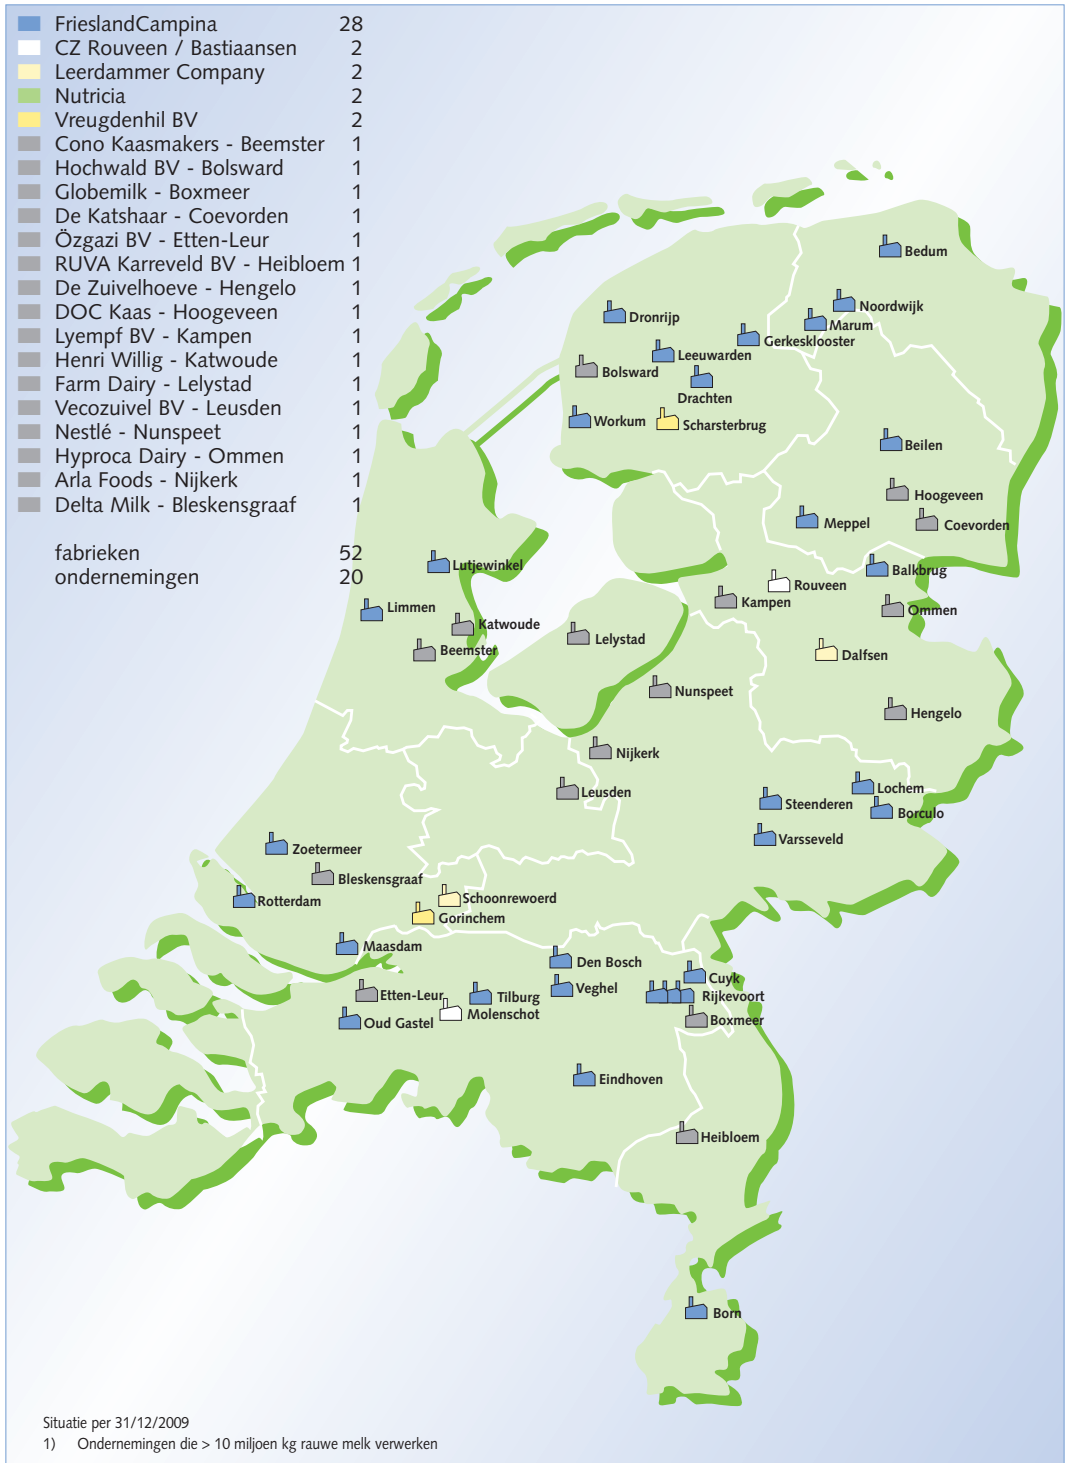 FrieslandCampina 28
CZ Rouveen / Bastiaansen 2
Leerdammer Company 2
Nutricia 2
Vreugdenhil BV 2
Cono Kaasmakers - Beemster 1
Hochwald BV - Bolsward 1
Globemilk - Boxmeer 1
De Katshaar - Coevorden 1
Özgazi BV - Etten-Leur 1
RUVA Karreveld BV - Heibloem 1
De Zuivelhoeve - Hengelo 1
DOC Kaas - Hoogeveen 1
Lyempf BV - Kampen 1
Henri Willig - Katwoude 1
Farm Dairy - Lelystad 1
Vecozuivel BV - Leusden 1
Nestlé - Nunspeet 1
Hyproca Dairy - Ommen 1
Arla Foods - Nijkerk 1
Delta Milk - Bleskensgraaf 1
fabrieken 52
ondernemingen 20
Bedum
Noordwijk
Dronrijp
Marum
Gerkesklooster
Leeuwarden
Bolsward
Drachten
Workum
Scharsterbrug
Beilen
Hoogeveen
Meppel
Coevorden
Lutjewinkel
Balkbrug
Rouveen
Kampen
Limmen
Ommen
Katwoude
Lelystad
Beemster
Dalfsen
Nunspeet
Hengelo
Nijkerk
Leusden
Lochem
Steenderen
Borculo
Varsseveld
Zoetermeer
Bleskensgraaf
Schoonrewoerd
Rotterdam
Gorinchem
Maasdam
Den Bosch
Cuyk
Veghel
Etten-Leur
Tilburg
Rijkevoort
Molenschot
Oud Gastel
Boxmeer
Eindhoven
Heibloem
Born
Situatie per 31/12/2009
1) Ondernemingen die > 10 miljoen kg rauwe melk verwerken